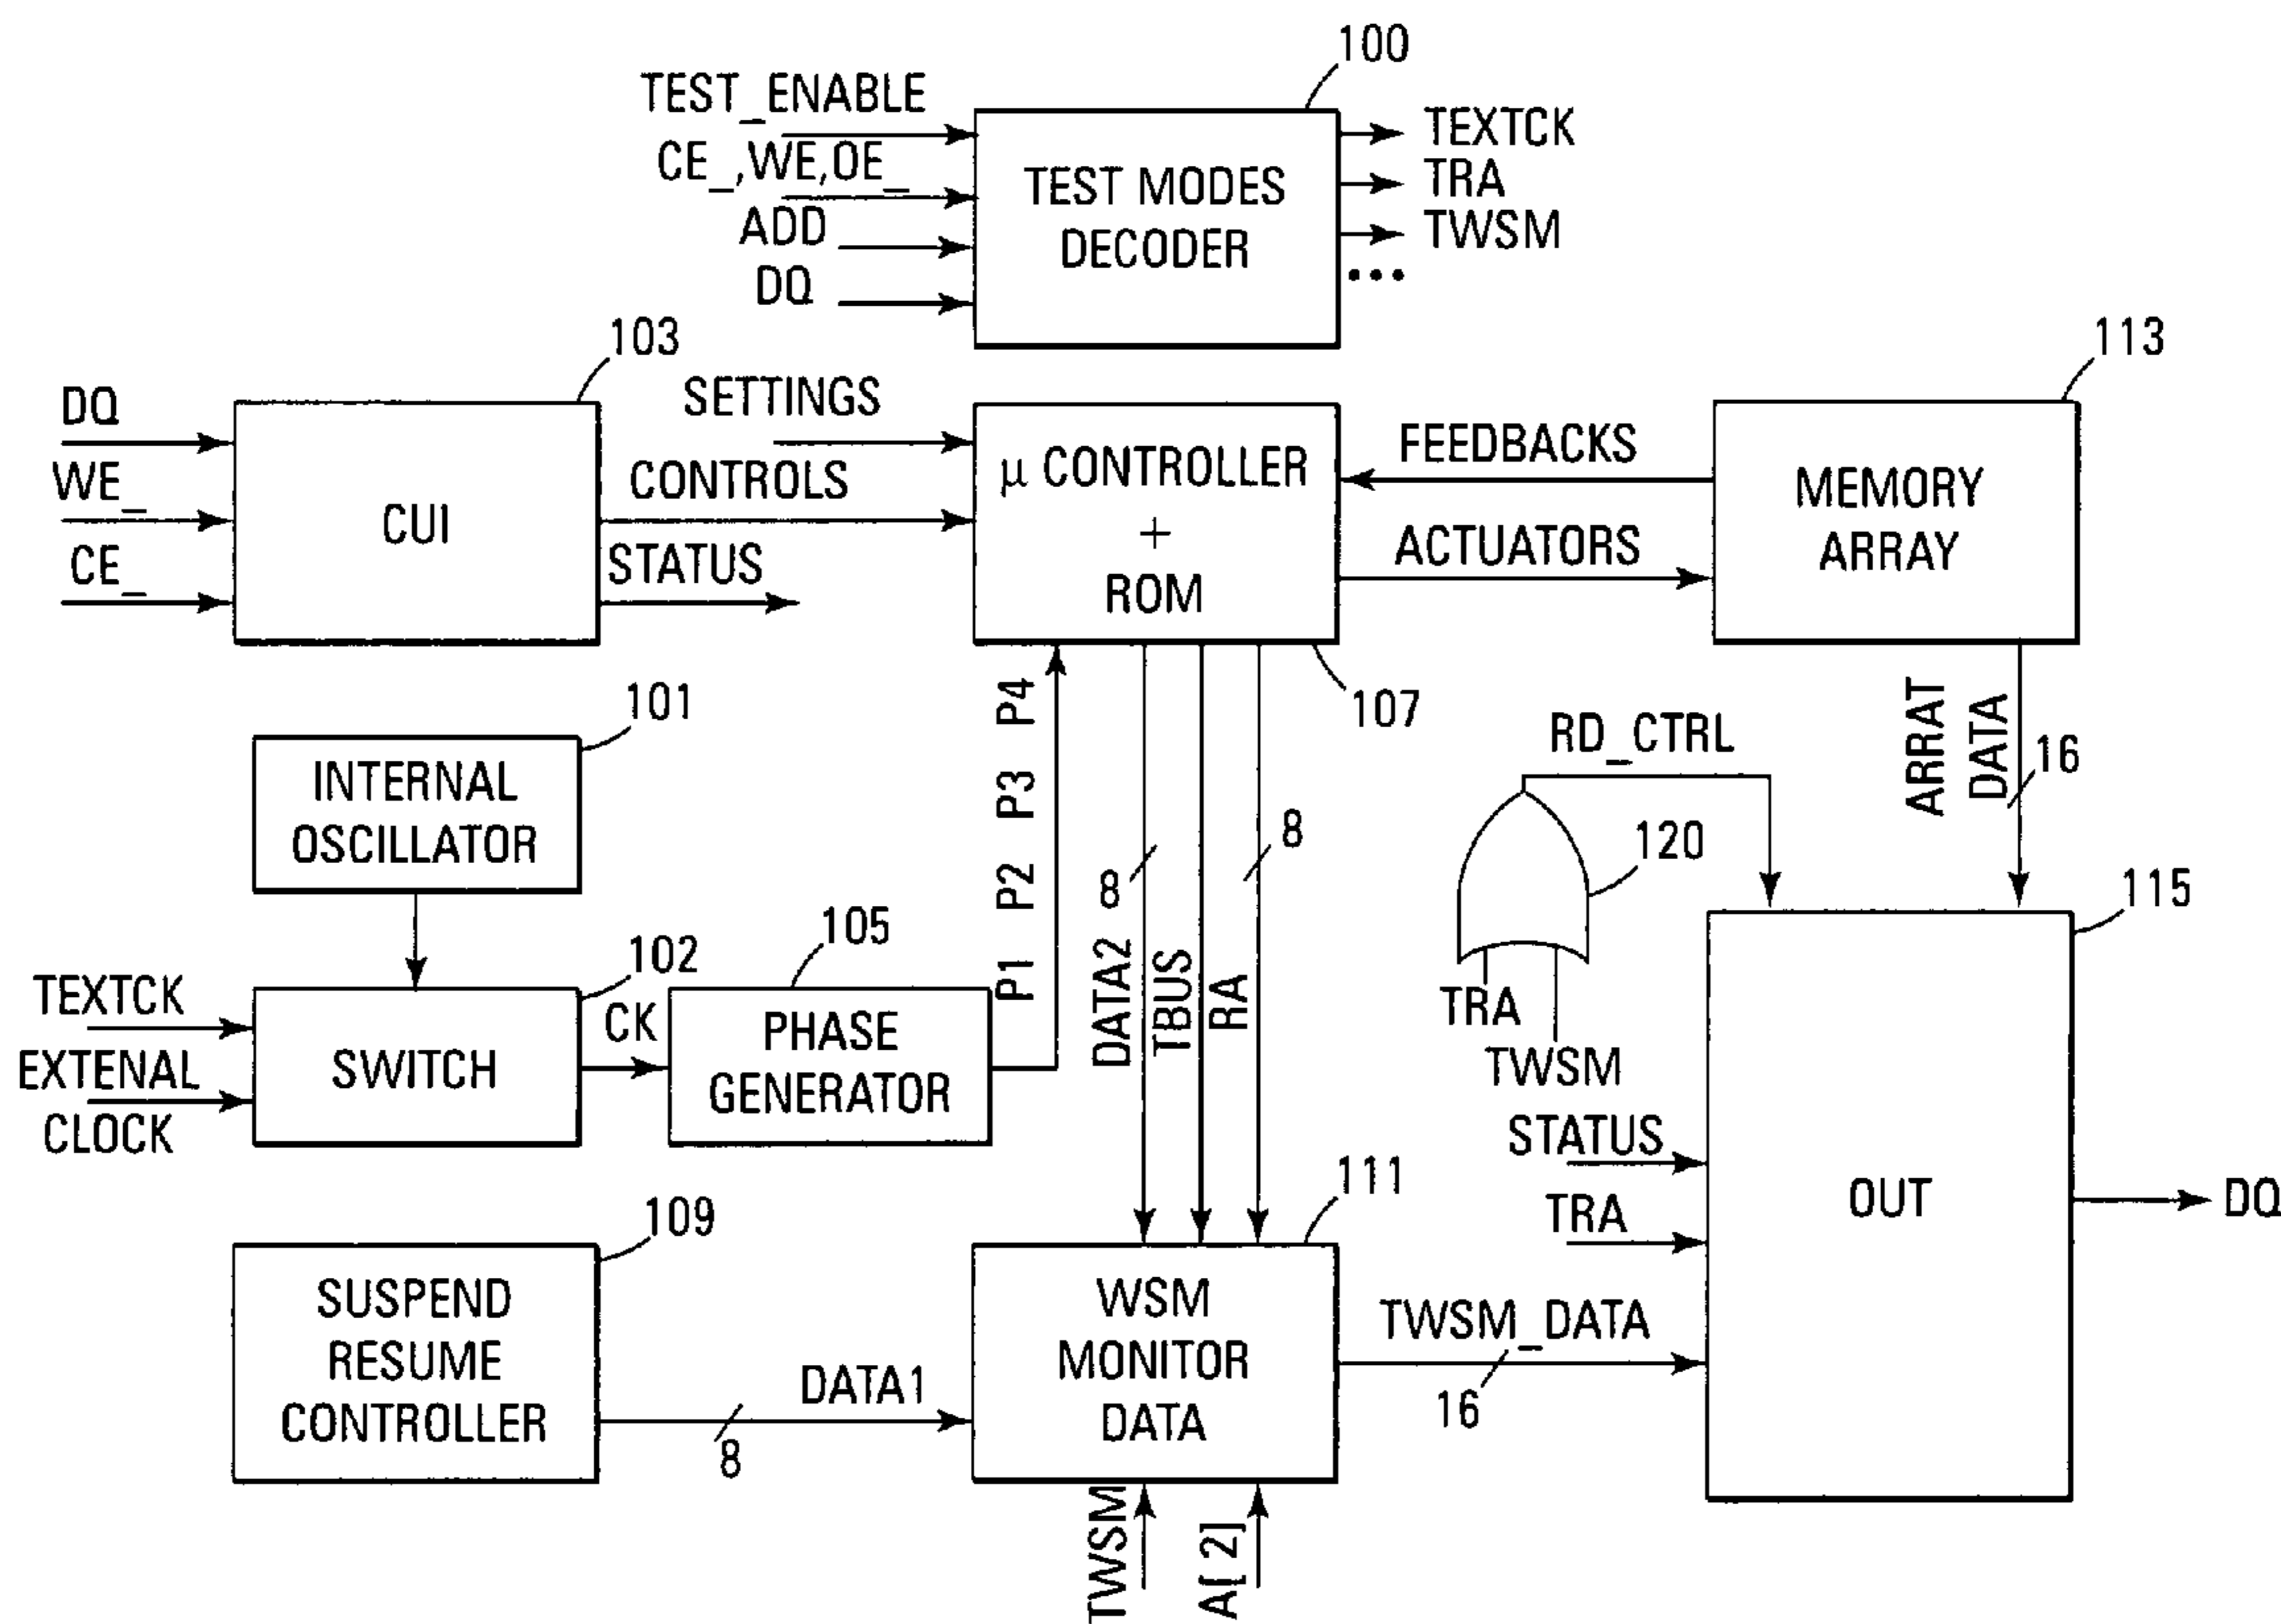 100
TEST_ENABLE
CE_,WE,OE_
ADD
DQ
TEST MODES
DECODER
TEXTCK
TRA
TWSM
...
103
DQ
WE_
CE_
CUI
SETTINGS
CONTROLS
STATUS
μ CONTROLLER
+
ROM
107
FEEDBACKS
ACTUATORS
113
MEMORY
ARRAY
ARRAT
DATA
16
101
INTERNAL
OSCILLATOR
TEXTCK
EXTENAL
CLOCK
102
SWITCH
CK
105
PHASE
GENERATOR
P1 P2 P3 P4
DATA2 8
TBUS
RA
8
RD_CTRL
120
TRA
TWSM
115
STATUS
TRA
OUT
DQ
109
SUSPEND
RESUME
CONTROLLER
8
DATA1
111
WSM
MONITOR
DATA
TWSM_DATA
16
TWSM
A[2]